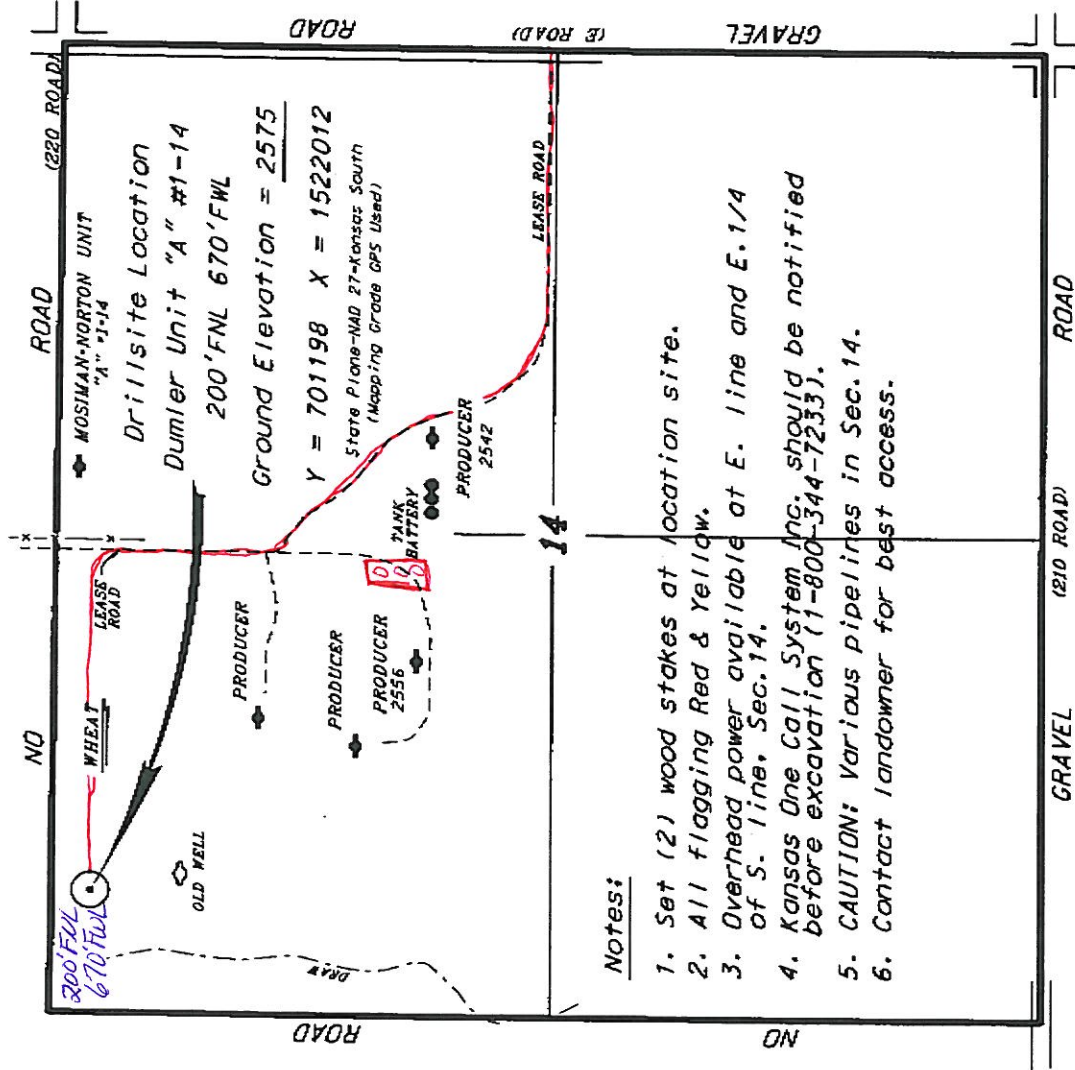 NO
ROAD
(220 ROAD)
200'FNL
670'FWL
WHEAT
LEASE
ROAD
MOSIMAN-NORTON UNIT
"A" #1-14
Drillsite Location
Dumler Unit "A" #1-14
200'FNL 670'FWL
Ground Elevation = 2575
Y = 701198 X = 1522012
State Plane-NAD 27-Kansas South
(Mapping Grade GPS Used)
OLD WELL
PRODUCER
PRODUCER
PRODUCER
2556
TANK
BATTERY
PRODUCER
2542
DRAW
LEASE ROAD
14
ROAD
NO
ROAD
(E ROAD)
GRAVEL
Notes:
1. Set (2) wood stakes at location site.
2. All flagging Red & Yellow.
3. Overhead power available at E. line and E.1/4
of S. line. Sec.14.
4. Kansas One Call System Inc. should be notified
before excavation (1-800-344-7233).
5. CAUTION: Various pipelines in Sec.14.
6. Contact landowner for best access.
GRAVEL
(210 ROAD)
ROAD